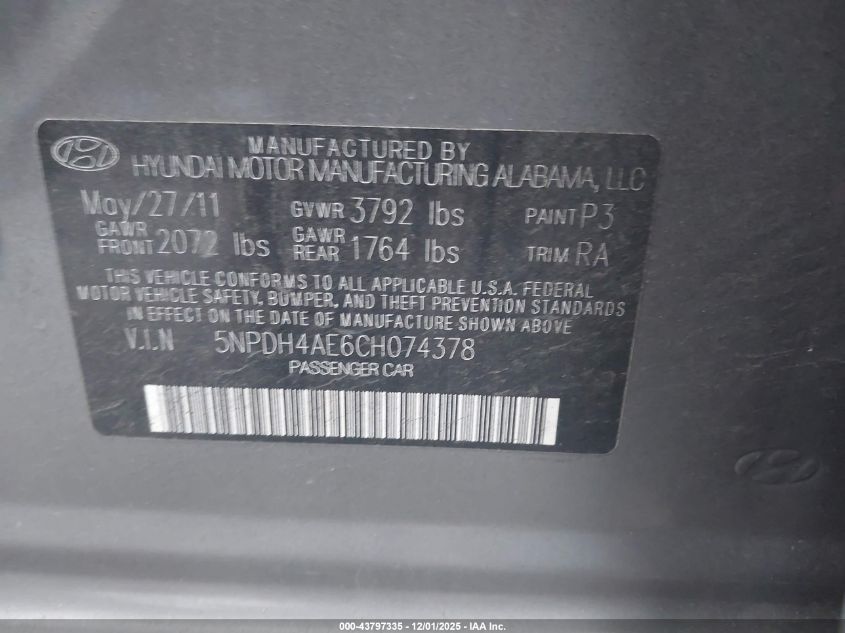 MANUFACTURED BY
HYUNDAI MOTOR MANUFACTURING ALABAMA, LLC
May/27/11 GVWR 3792 lbs PAINT P3
GAWR FRONT 2072 lbs GAWR REAR 1764 lbs TRIM RA
THIS VEHICLE CONFORMS TO ALL APPLICABLE U.S.A. FEDERAL
MOTOR VEHICLE SAFETY, BUMPER, AND THEFT PREVENTION STANDARDS
IN EFFECT ON THE DATE OF MANUFACTURE SHOWN ABOVE
V.I.N 5NPDH4AE6CH074378
PASSENGER CAR
000-43797335 - 12/01/2025 - IAA Inc.